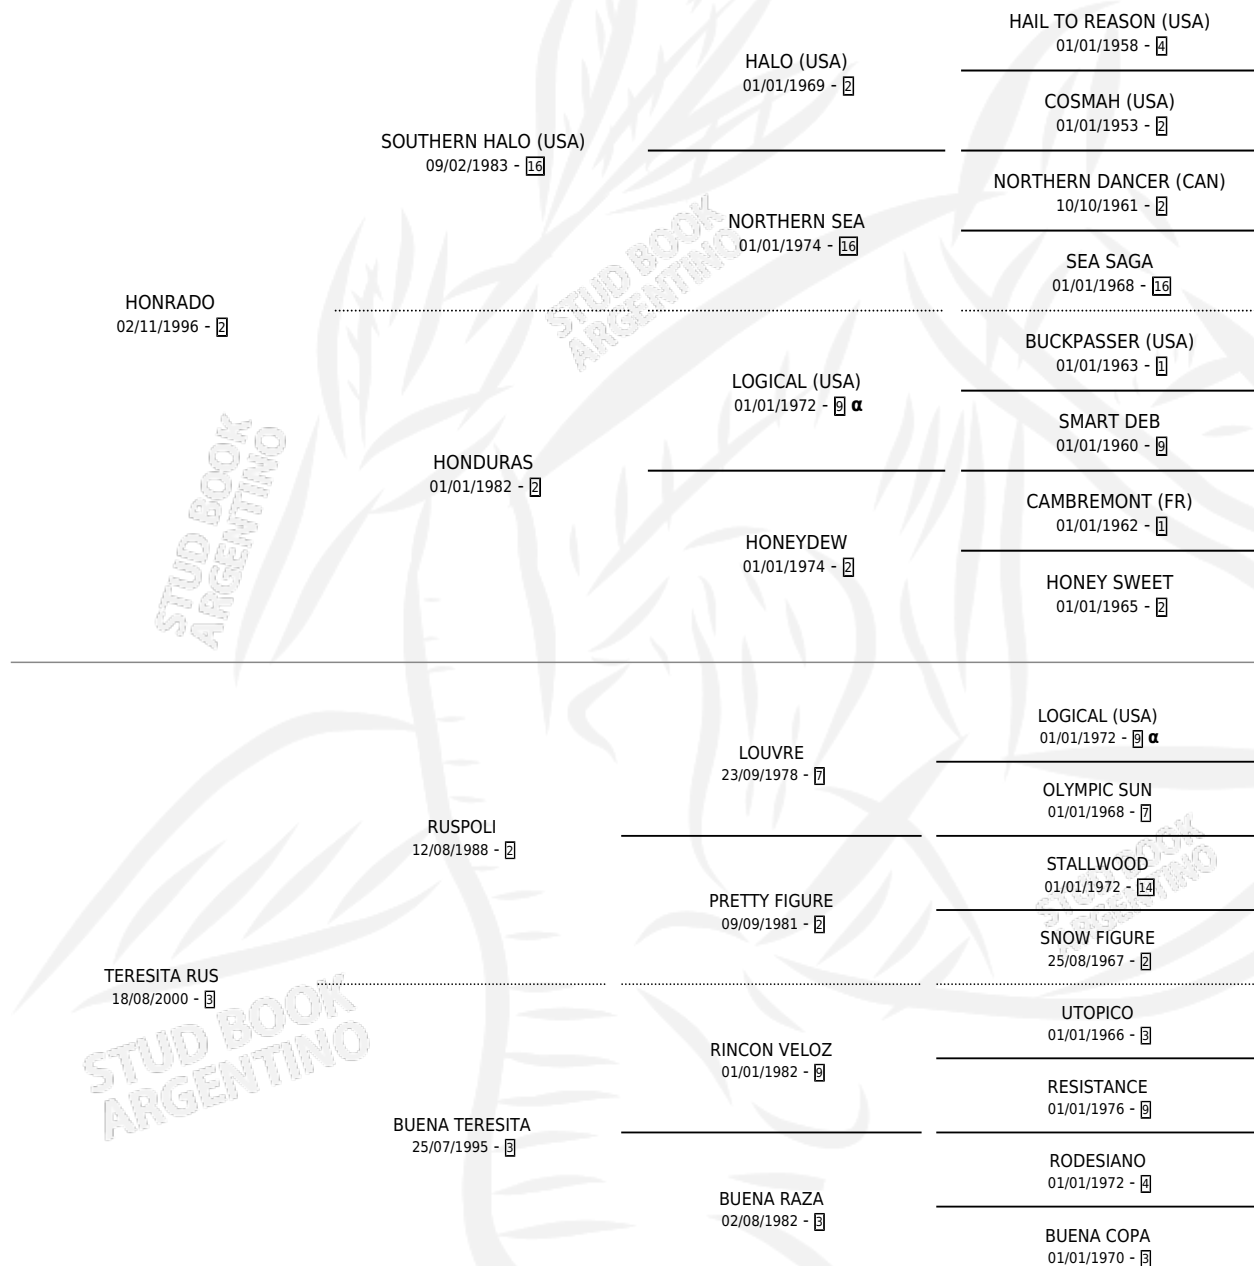 HAIL TO REASON (USA)
01/01/1958 - 4
HALO (USA)
01/01/1969 - 2
COSMAH (USA)
01/01/1953 - 2
SOUTHERN HALO (USA)
09/02/1983 - 16
NORTHERN DANCER (CAN)
10/10/1961 - 2
NORTHERN SEA
01/01/1974 - 16
SEA SAGA
01/01/1968 - 16
STUD BOOK
ARGENTINO
HONRADO
02/11/1996 - 2
BUCKPASSER (USA)
01/01/1963 - 1
LOGICAL (USA)
01/01/1972 - 9 α
SMART DEB
01/01/1960 - 9
HONDURAS
01/01/1982 - 2
CAMBREMONT (FR)
01/01/1962 - 1
HONEYDEW
01/01/1974 - 2
HONEY SWEET
01/01/1965 - 2
STUD BOOK
ARGENTINO
LOGICAL (USA)
01/01/1972 - 9 α
LOUVRE
23/09/1978 - 7
OLYMPIC SUN
01/01/1968 - 7
RUSPOLI
12/08/1988 - 2
STALLWOOD
01/01/1972 - 14
PRETTY FIGURE
09/09/1981 - 2
SNOW FIGURE
25/08/1967 - 2
STUD BOOK
ARGENTINO
TERESITA RUS
18/08/2000 - 3
STUD BOOK
ARGENTINO
UTOPICO
01/01/1966 - 3
RINCON VELOZ
01/01/1982 - 9
RESISTANCE
01/01/1976 - 9
BUENA TERESITA
25/07/1995 - 3
RODESIANO
01/01/1972 - 4
BUENA RAZA
02/08/1982 - 3
BUENA COPA
01/01/1970 - 3